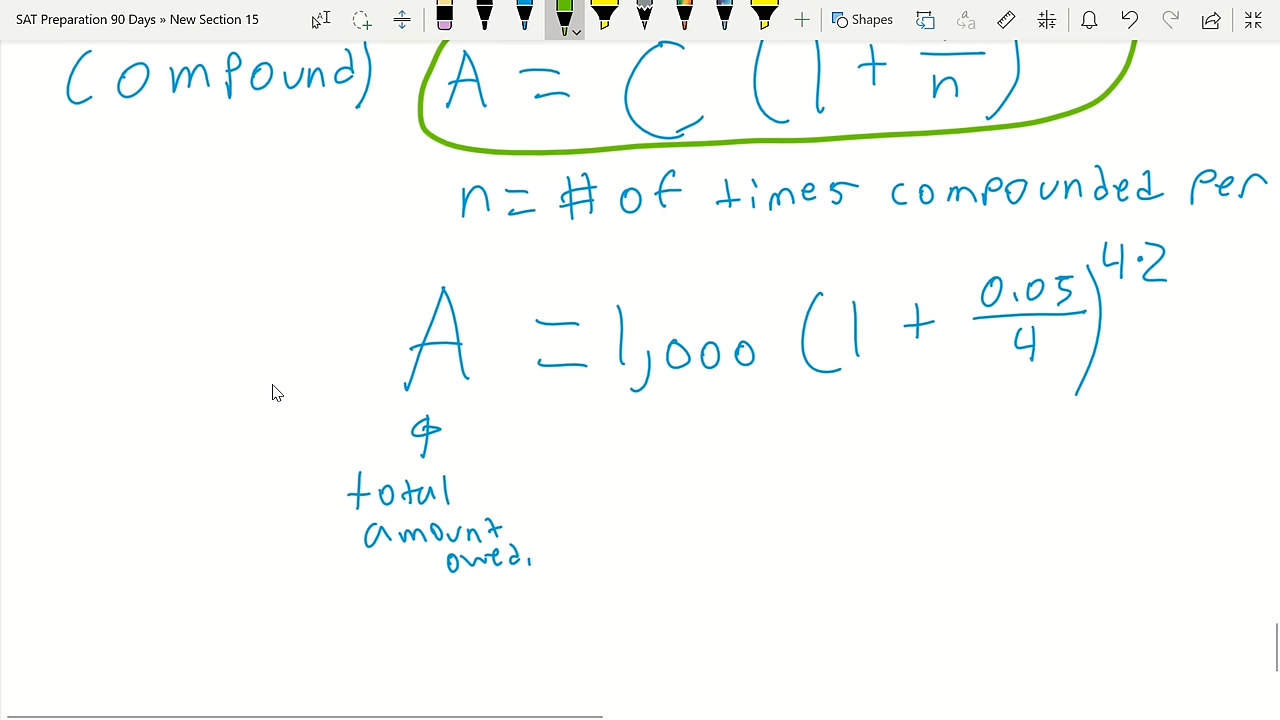 SAT Preparation 90 Days » New Section 15
Shapes
(compound) A = C (1 + /n)
n = # of times compounded per
A = 1,000 (1 + 0.05/4)^4·2
total
amount
owed.